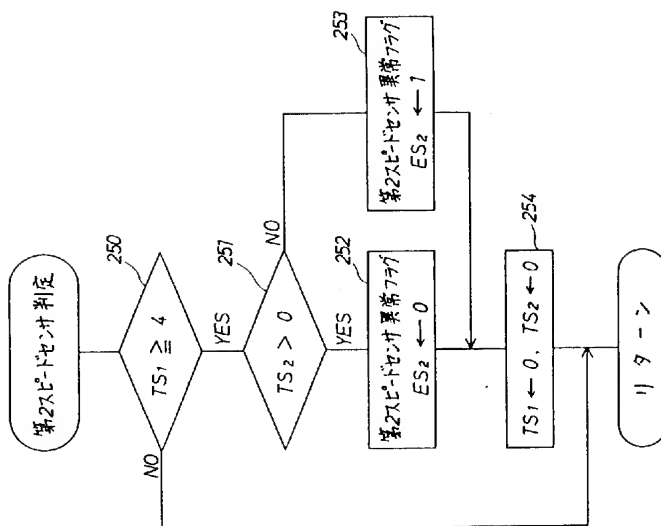 第2スピードセンサ判定
250
TS₁ ≧ 4
NO
YES
251
TS₂ > 0
NO
YES
252
第2スピードセンサ異常フラグ
ES₂ ← 0
253
第2スピードセンサ異常フラグ
ES₂ ← 1
254
TS₁ ← 0, TS₂ ← 0
リターン